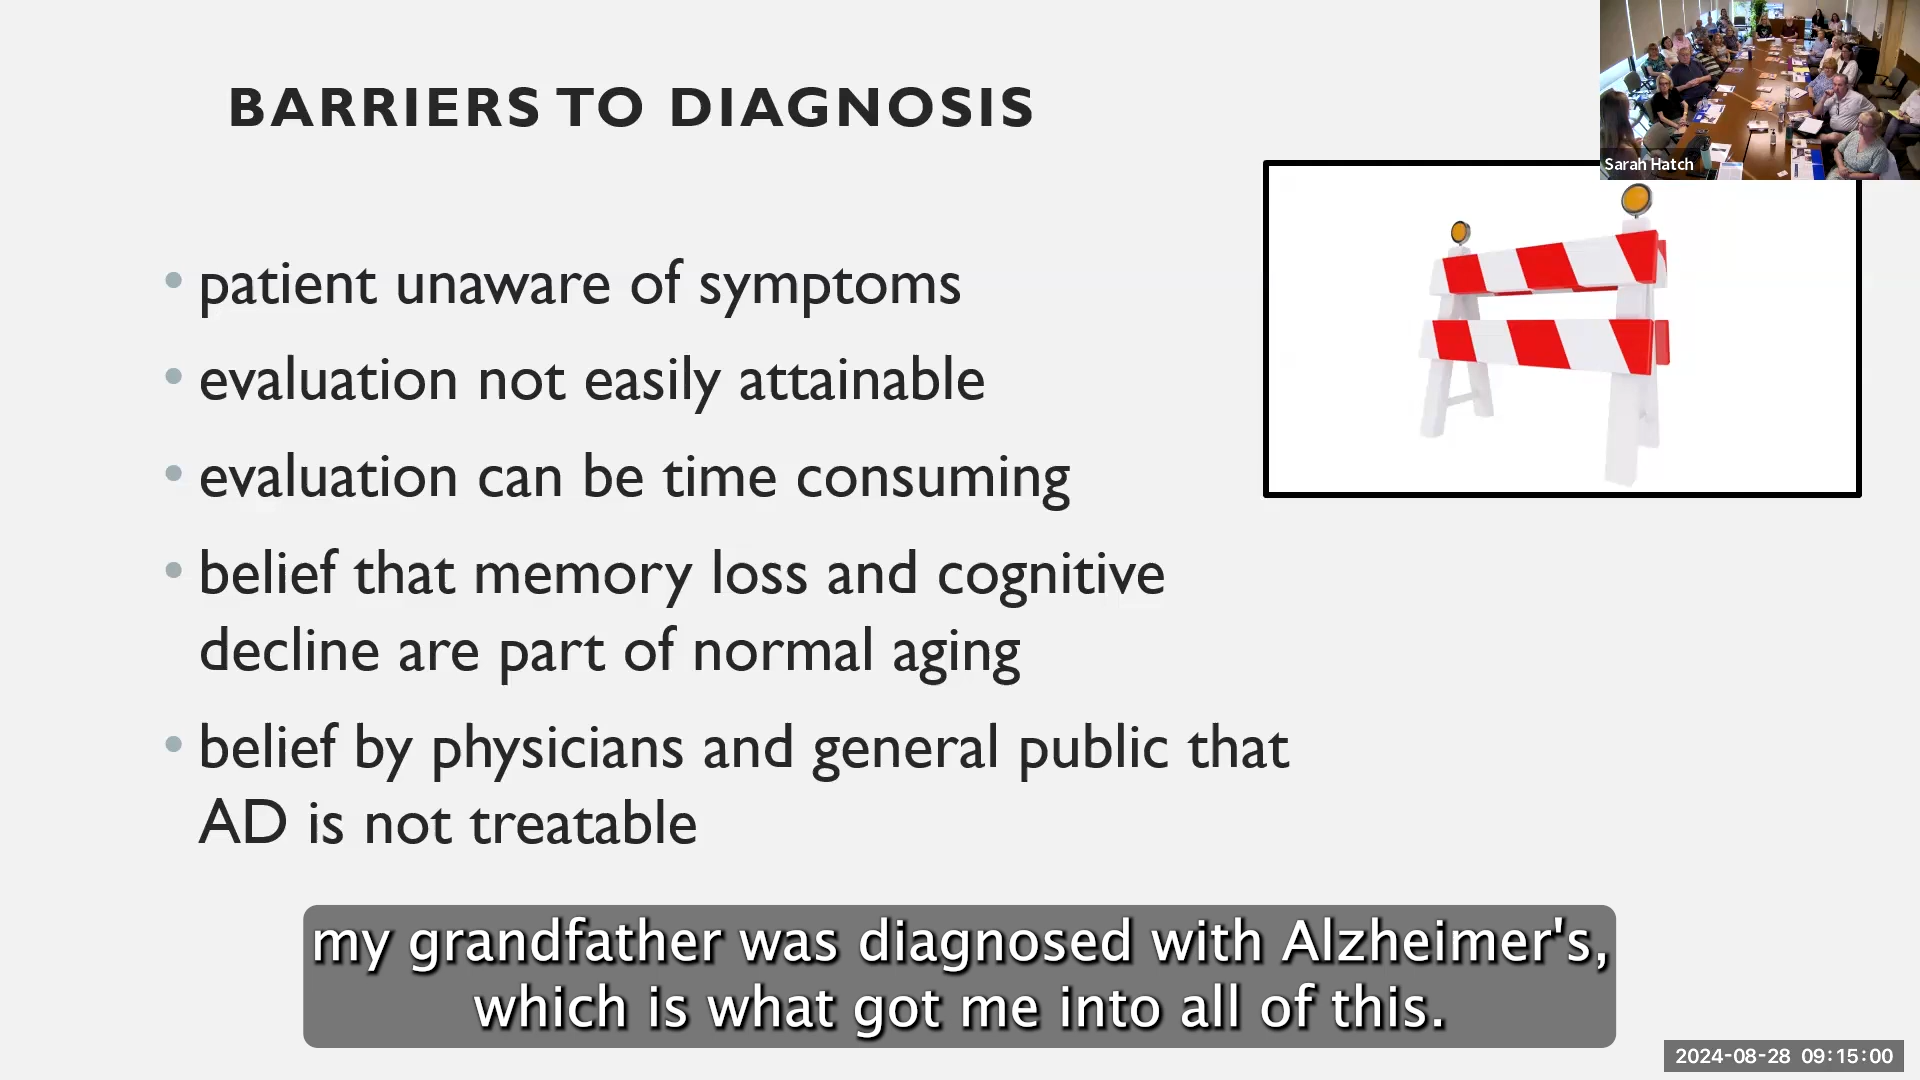 BARRIERS TO DIAGNOSIS
Sarah Hatch
• patient unaware of symptoms
• evaluation not easily attainable
• evaluation can be time consuming
• belief that memory loss and cognitive
decline are part of normal aging
• belief by physicians and general public that
AD is not treatable
my grandfather was diagnosed with Alzheimer's,
which is what got me into all of this.
2024-08-28 09:15:00